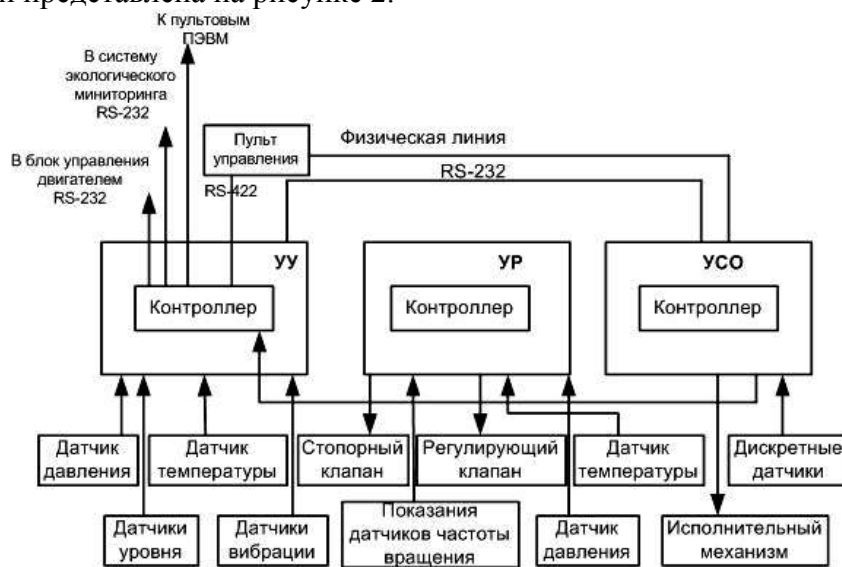 представлена на рисунке 2.
К пультовым
ПЭВМ
В систему
экологического
миниторинга
RS-232
В блок управления
двигателем
RS-232
Пульт
управления
RS-422
Физическая линия
RS-232
УУ
Контроллер
УР
Контроллер
УСО
Контроллер
Датчик
давления
Датчик
температуры
Стопорный
клапан
Регулирующий
клапан
Датчик
температуры
Дискретные
датчики
Датчики
уровня
Датчики
вибрации
Показания
датчиков частоты
вращения
Датчик
давления
Исполнительный
механизм